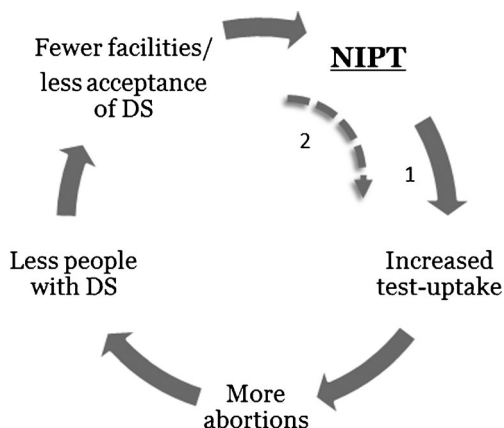 Fewer facilities/
less acceptance
of DS
NIPT
2
1
Increased
test-uptake
More
abortions
Less people
with DS